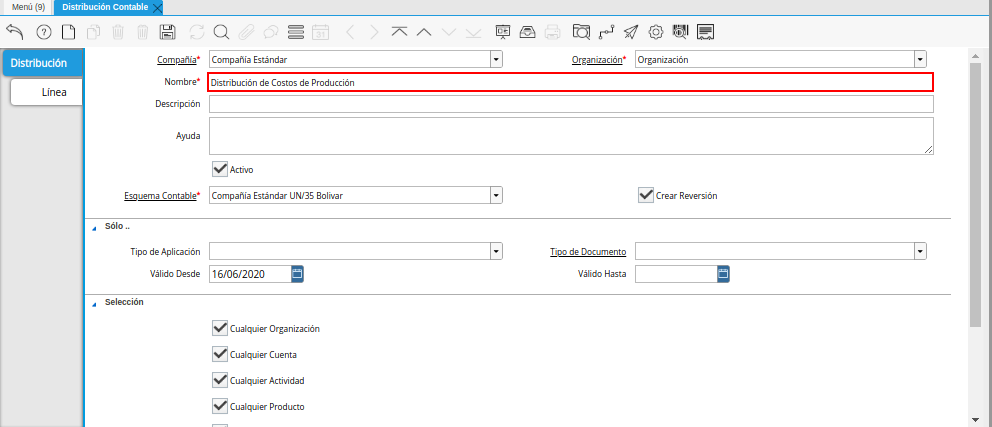 Menú (9) Distribución Contable
Distribución
Línea
Compañía* Compañía Estándar Organización* Organización
Nombre* Distribución de Costos de Producción
Descripción
Ayuda
Activo
Esquema Contable* Compañía Estándar UN/35 Bolivar Crear Reversión
Sólo ..
Tipo de Aplicación Tipo de Documento
Válido Desde 16/06/2020 Válido Hasta
Selección
Cualquier Organización
Cualquier Cuenta
Cualquier Actividad
Cualquier Producto